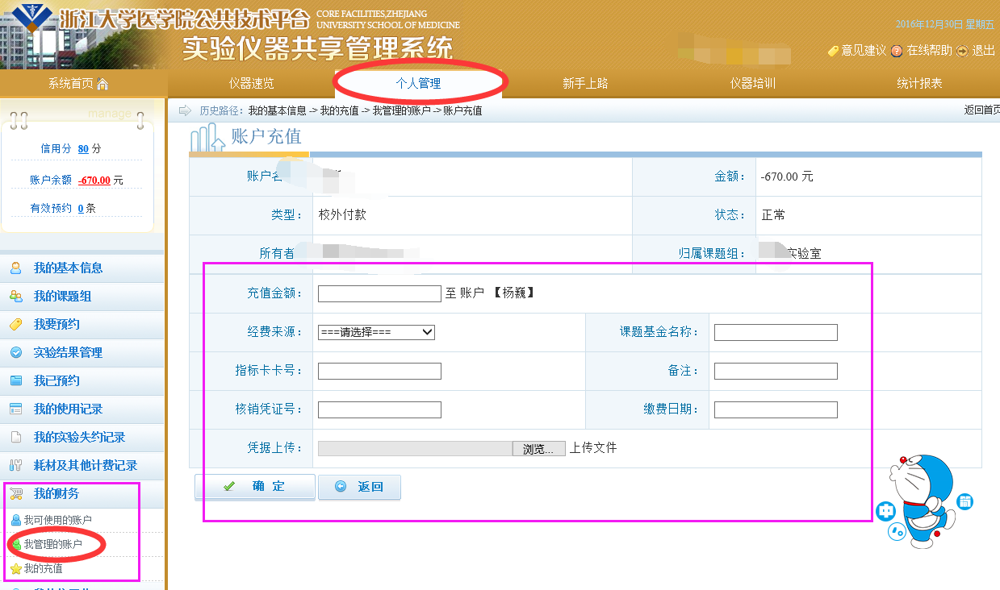 浙江大学医学院公共技术平台
CORE FACILITIES,ZHEJIANG
UNIVERSITY SCHOOL OF MEDICINE
实验仪器共享管理系统
2016年12月30日 星期五
意见建议 ? 在线帮助 退出
系统首页 仪器速览 个人管理 新手上路 仪器培训 统计报表
manage
信用分 80 分
账户余额 -670.00 元
有效预约 0 条
历史路径: 我的基本信息 -> 我的充值 -> 我管理的账户 -> 账户充值
返回首页
账户充值
账户名
金额: -670.00 元
类型: 校外付款
状态: 正常
所有者
归属课题组: 实验室
充值金额: 至 账户 【杨巍】
经费来源: ===请选择===
课题基金名称:
指标卡卡号:
备注:
核销凭证号:
缴费日期:
凭据上传: 浏览... 上传文件
确 定
返回
我的基本信息
我的课题组
我要预约
实验结果管理
我已预约
我的使用记录
我的实验失约记录
耗材及其他计费记录
我的财务
我可使用的账户
我管理的账户
我的充值
中